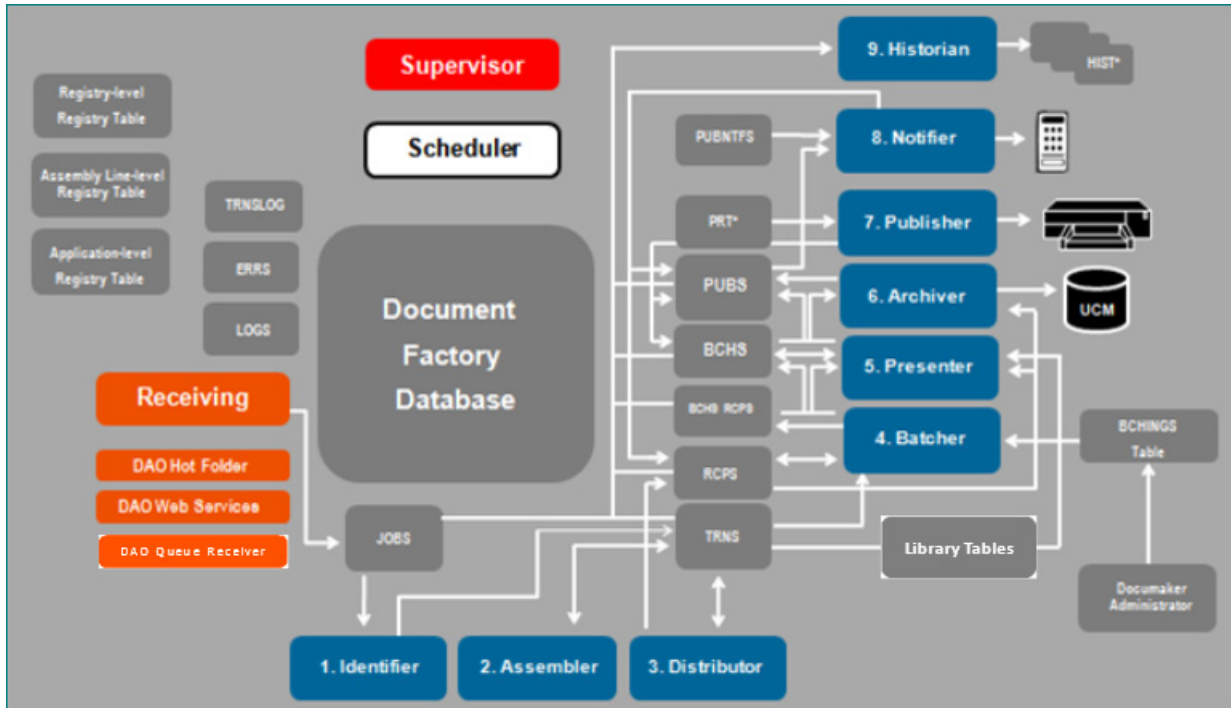 Supervisor
Scheduler
Registry-level
Registry Table
Assembly Line-level
Registry Table
Application-level
Registry Table
TRNSLOG
ERRS
LOGS
Document
Factory
Database
Receiving
DAO Hot Folder
DAO Web Services
DAO Queue Receiver
JOBS
PUBNTFS
PRT*
PUBS
BCHS
BCHS RCPS
RCPS
TRNS
9. Historian
HIST*
8. Notifier
7. Publisher
6. Archiver
UCM
5. Presenter
4. Batcher
BCHINGS
Table
Library Tables
Documaker
Administrator
1. Identifier
2. Assembler
3. Distributor